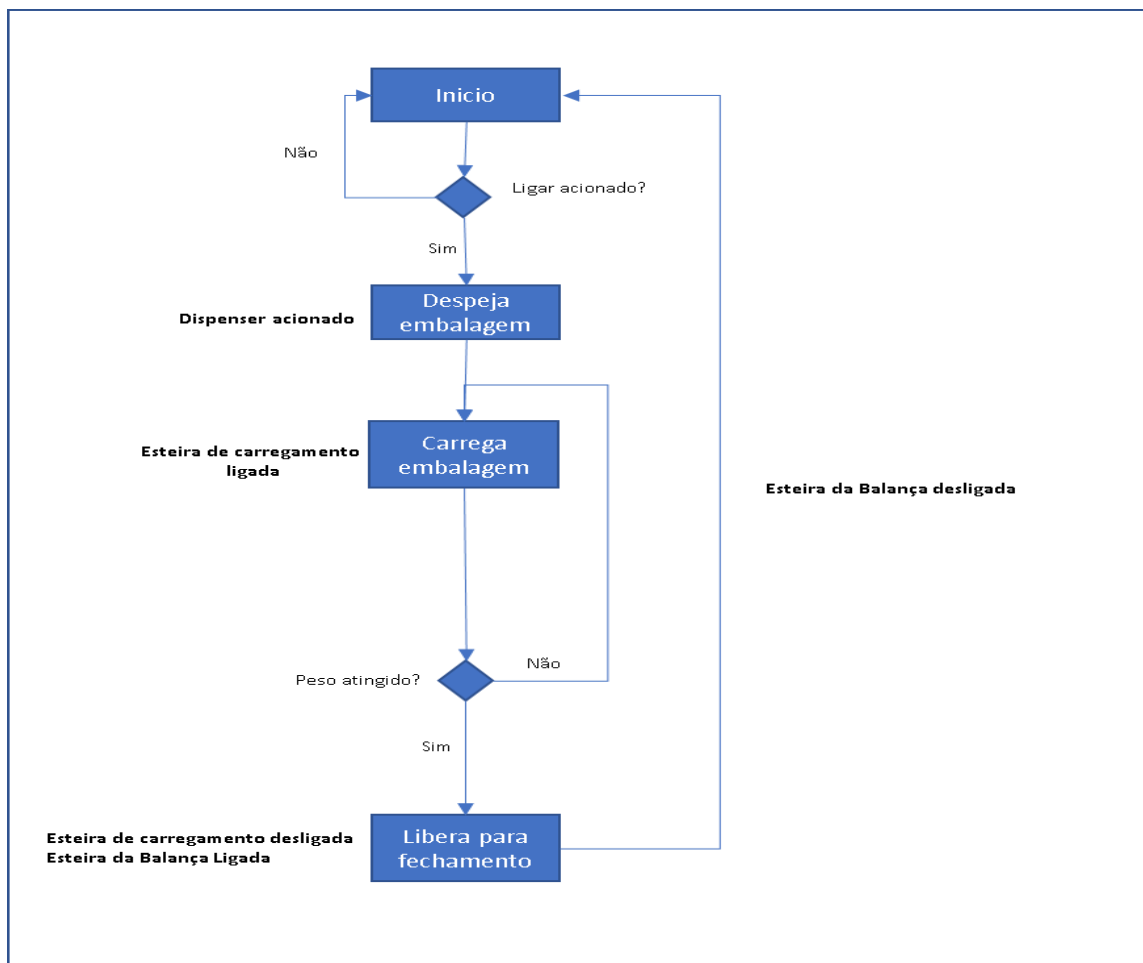 Inicio
Não
Ligar acionado?
Sim
Despeja
embalagem
Dispenser acionado
Carrega
embalagem
Esteira de carregamento
ligada
Esteira da Balança desligada
Não
Peso atingido?
Sim
Libera para
fechamento
Esteira de carregamento desligada
Esteira da Balança Ligada